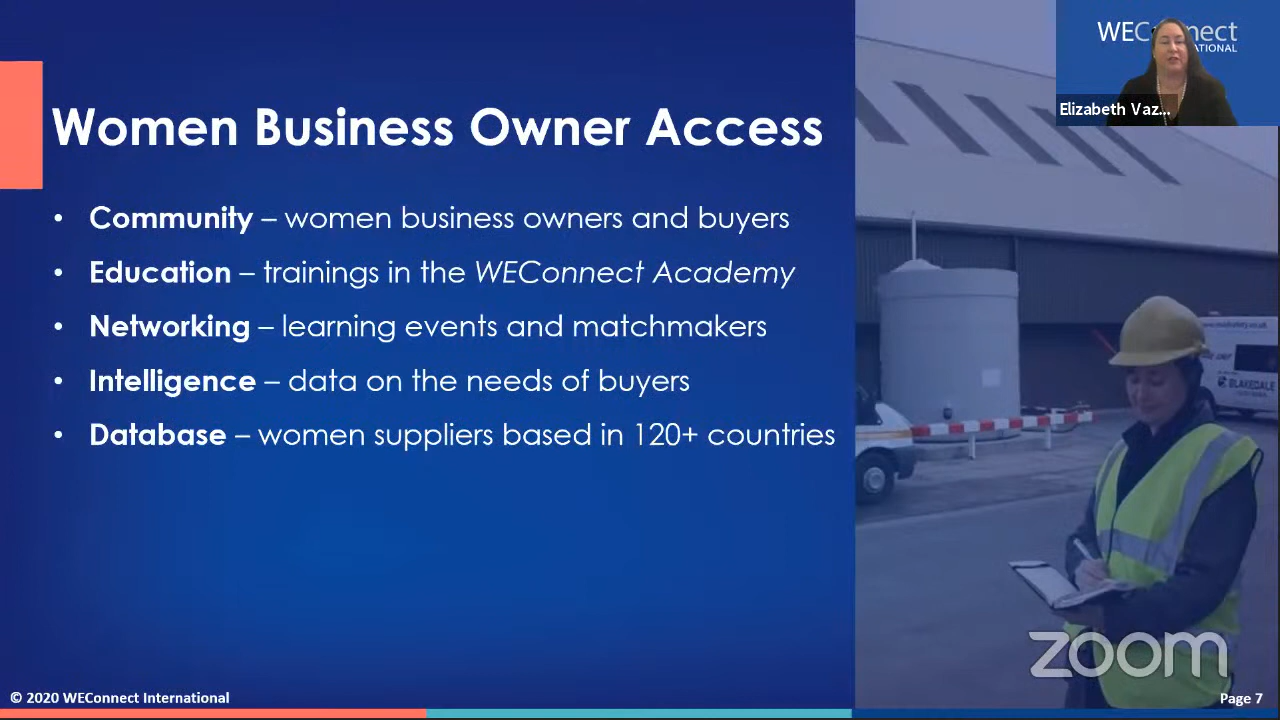 WEConnect
Elizabeth Vaz...
Women Business Owner Access
• Community – women business owners and buyers
• Education – trainings in the WEConnect Academy
• Networking – learning events and matchmakers
• Intelligence – data on the needs of buyers
• Database – women suppliers based in 120+ countries
BLAKEDALE
zoom
© 2020 WEConnect International
Page 7